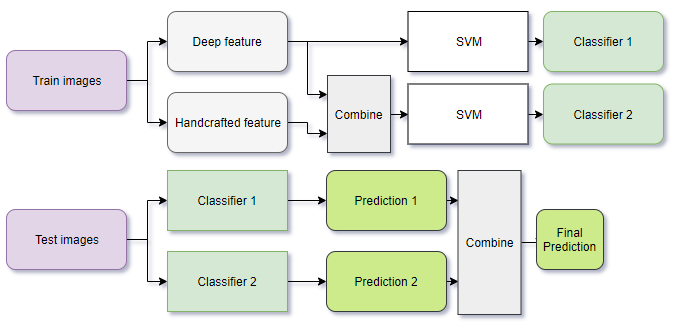 Train images
Deep feature
Handcrafted feature
Combine
SVM
SVM
Classifier 1
Classifier 2
Test images
Classifier 1
Classifier 2
Prediction 1
Prediction 2
Combine
Final
Prediction